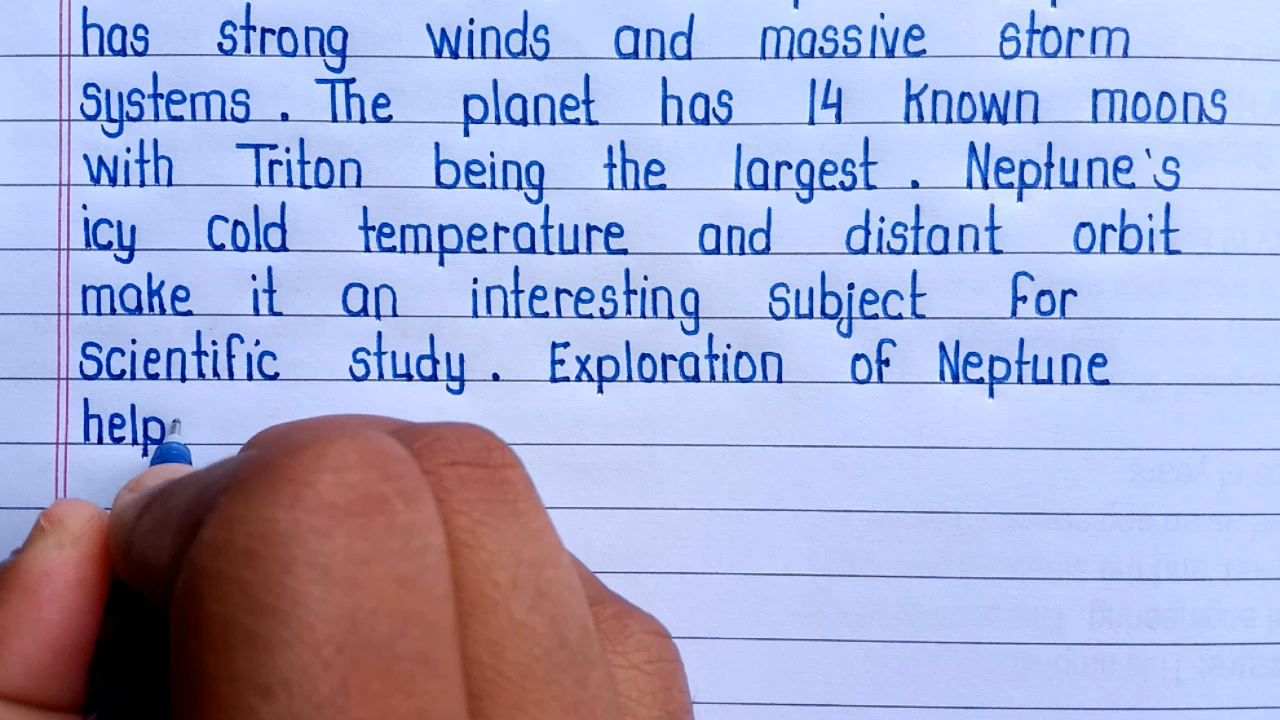 has strong winds and massive storm
systems. The planet has 14 known moons
with Triton being the largest. Neptune's
icy cold temperature and distant orbit
make it an interesting subject for
scientific study. Exploration of Neptune
help